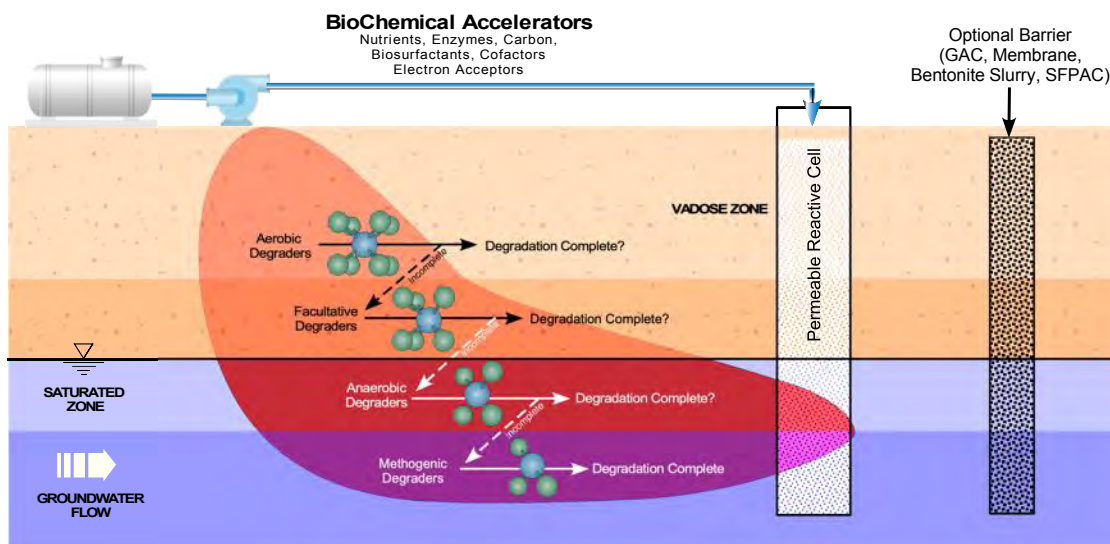 BioChemical Accelerators
Nutrients, Enzymes, Carbon,
Biosurfactants, Cofactors
Electron Acceptors
Optional Barrier
(GAC, Membrane,
Bentonite Slurry, SFPAC)
VADOSE ZONE
Permeable Reactive Cell
Aerobic
Degraders
Degradation Complete?
Incomplete
Facultative
Degraders
Degradation Complete?
Incomplete
SATURATED
ZONE
Anaerobic
Degraders
Degradation Complete?
Incomplete
Methogenic
Degraders
Degradation Complete
GROUNDWATER
FLOW